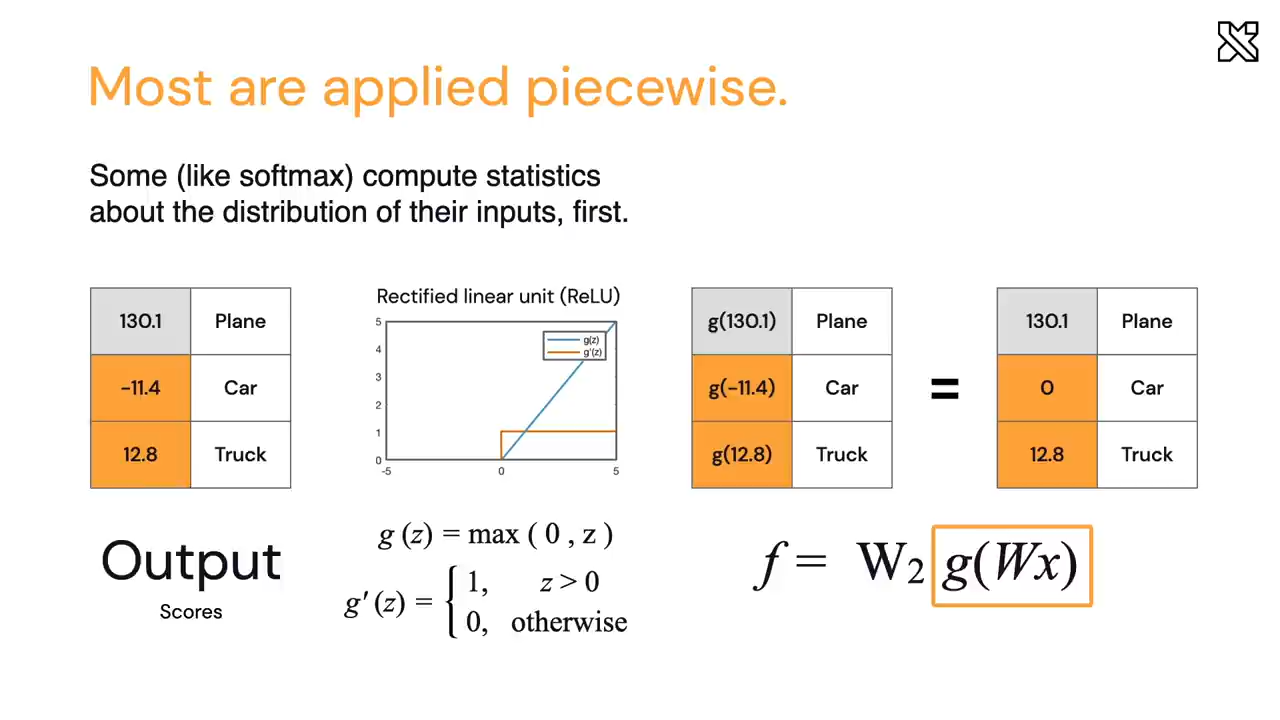 Most are applied piecewise.
Some (like softmax) compute statistics
about the distribution of their inputs, first.
130.1 Plane
-11.4 Car
12.8 Truck
Output
Scores
Rectified linear unit (ReLU)
5
4
3
2
1
0
-5 0 5
g(z)
g'(z)
g (z) = max ( 0 , z )
g′ (z) = { 1, z > 0
0, otherwise
g(130.1) Plane
g(-11.4) Car
g(12.8) Truck
=
130.1 Plane
0 Car
12.8 Truck
f = W₂ g(Wx)